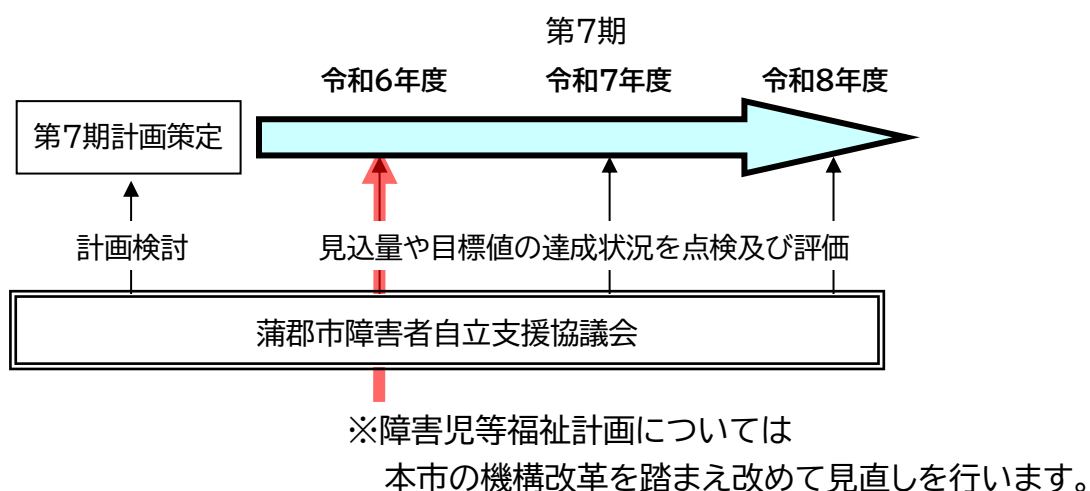 第7期
令和6年度 令和7年度 令和8年度
第7期計画策定
計画検討 見込量や目標値の達成状況を点検及び評価
蒲郡市障害者自立支援協議会
※障害児等福祉計画については
本市の機構改革を踏まえ改めて見直しを行います。